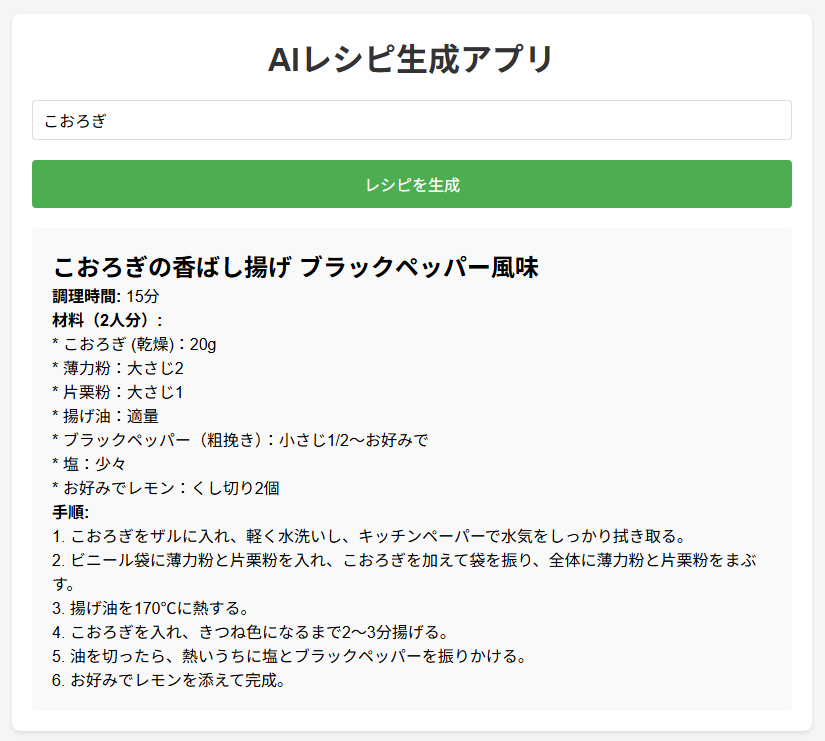 AIレシピ生成アプリ
こおろぎ
レシピを生成
こおろぎの香ばし揚げ ブラックペッパー風味
調理時間: 15分
材料（2人分）:
* こおろぎ (乾燥)：20g
* 薄力粉：大さじ2
* 片栗粉：大さじ1
* 揚げ油：適量
* ブラックペッパー（粗挽き）：小さじ1/2〜お好みで
* 塩：少々
* お好みでレモン：くし切り2個
手順:
1. こおろぎをザルに入れ、軽く水洗いし、キッチンペーパーで水気をしっかり拭き取る。
2. ビニール袋に薄力粉と片栗粉を入れ、こおろぎを加えて袋を振り、全体に薄力粉と片栗粉をまぶ
す。
3. 揚げ油を170℃に熱する。
4. こおろぎを入れ、きつね色になるまで2〜3分揚げる。
5. 油を切ったら、熱いうちに塩とブラックペッパーを振りかける。
6. お好みでレモンを添えて完成。